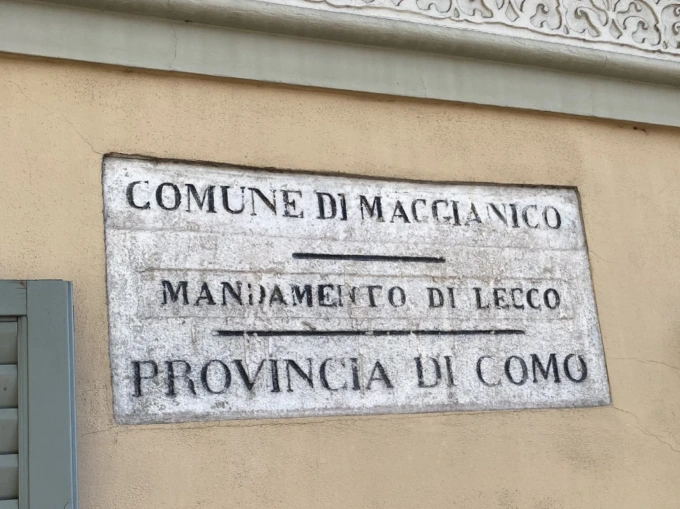 COMUNE DI MAGGIANICO
MANDAMENTO DI LECCO
PROVINCIA DI COMO